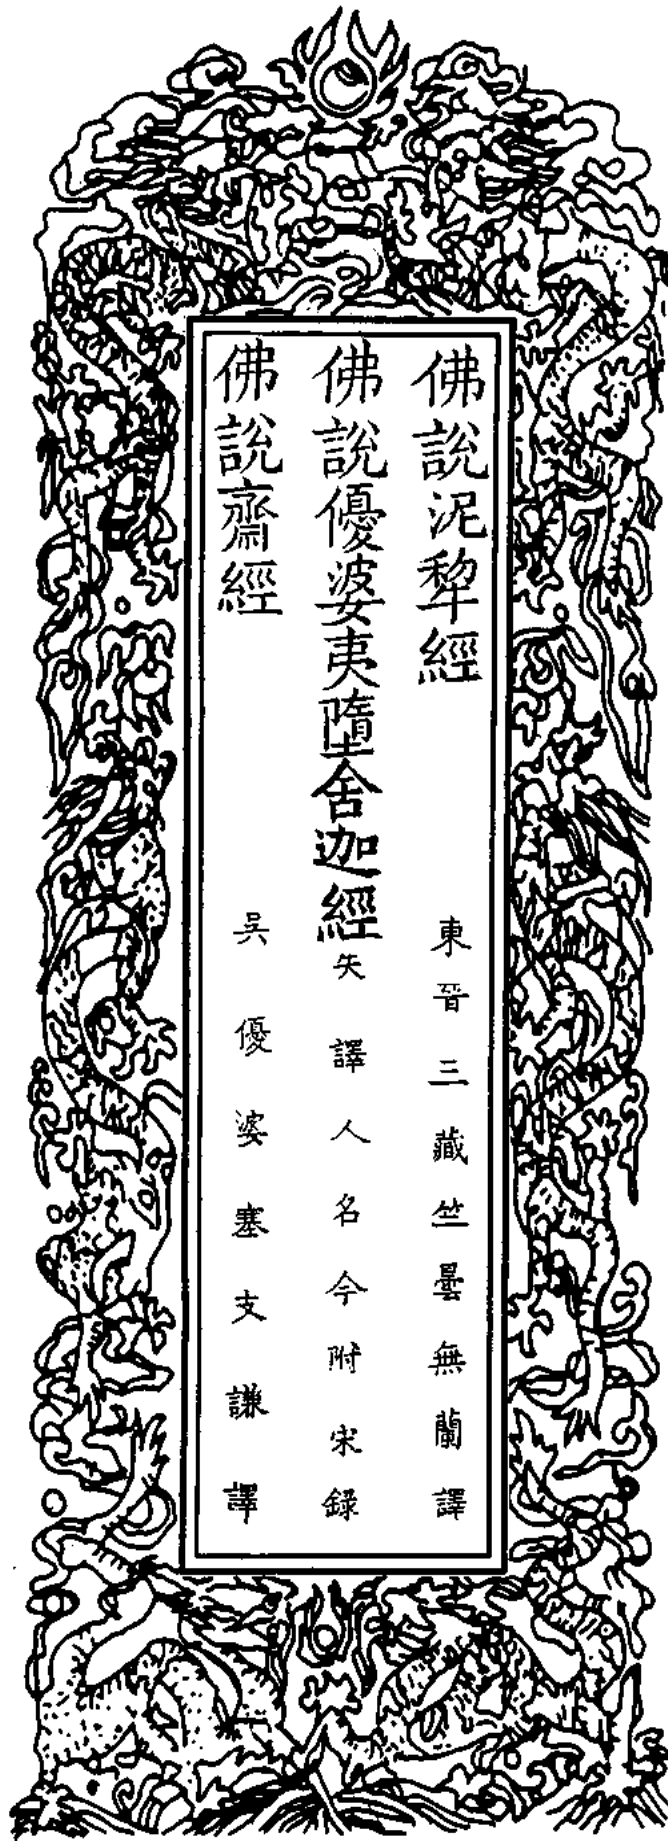 佛說泥犂經 東晉三藏竺曇無蘭譯
佛說優婆夷墮舍迦經 失譯人名今附宋録
佛說齋經 吳優婆塞支謙譯